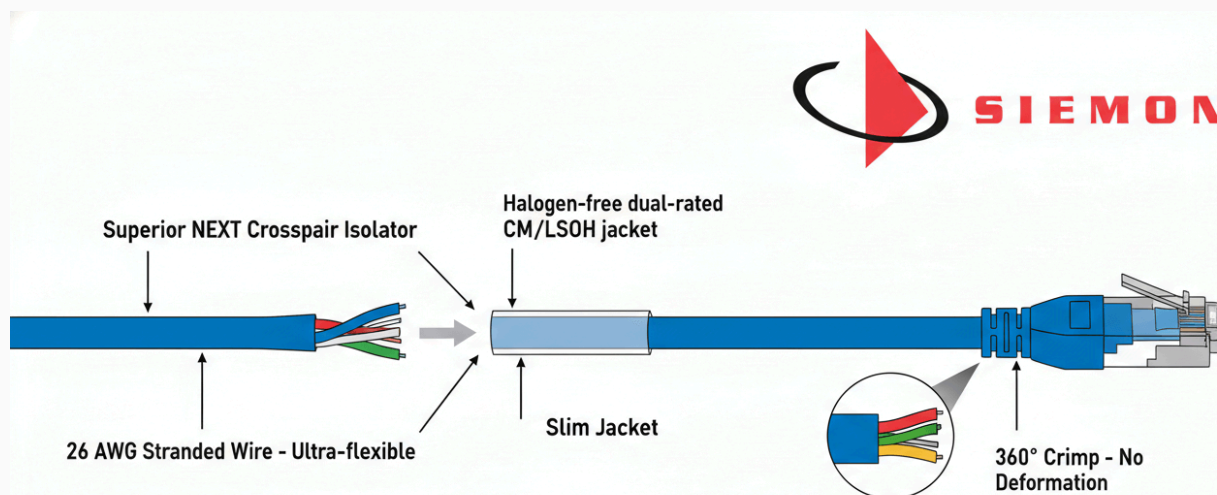 SIEMON
Halogen-free dual-rated
CM/LSOH jacket
Superior NEXT Crosspair Isolator
26 AWG Stranded Wire - Ultra-flexible
Slim Jacket
360° Crimp - No
Deformation